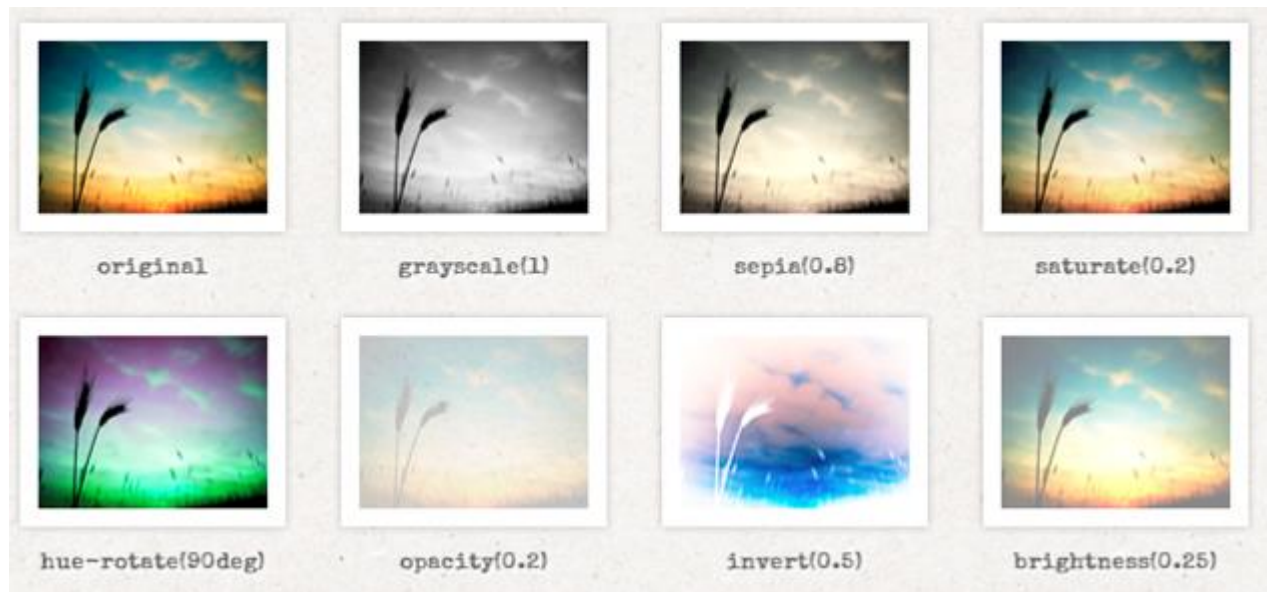 original grayscale(1) sepia(0.8) saturate(0.2)
hue-rotate(90deg) opacity(0.2) invert(0.5) brightness(0.25)